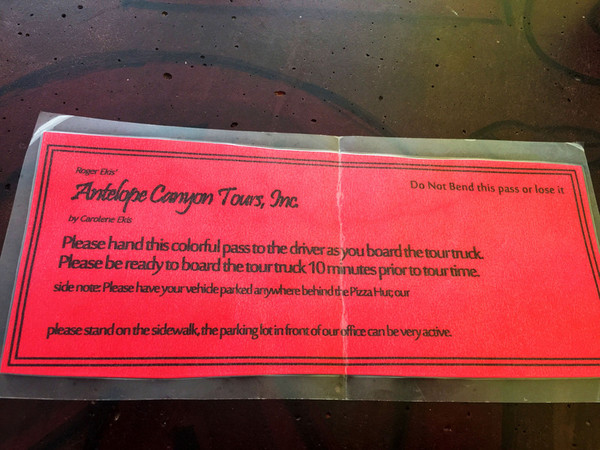 Roger Ekis'
Antelope Canyon Tours, Inc.
by Carolene Ekis
Do Not Bend this pass or lose it
Please hand this colorful pass to the driver as you board the tour truck.
Please be ready to board the tour truck 10 minutes prior to tour time.
side note: Please have your vehicle parked anywhere behind the Pizza Hut; our
please stand on the sidewalk, the parking lot in front of our office can be very active.